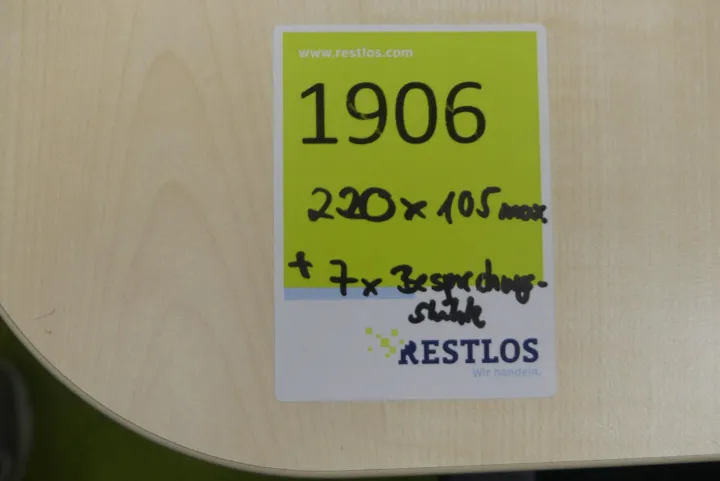 www.restlos.com
1906
220 x 105 max
+ 7 x Besprechungs-
stühle
RESTLOS
Wir handeln.